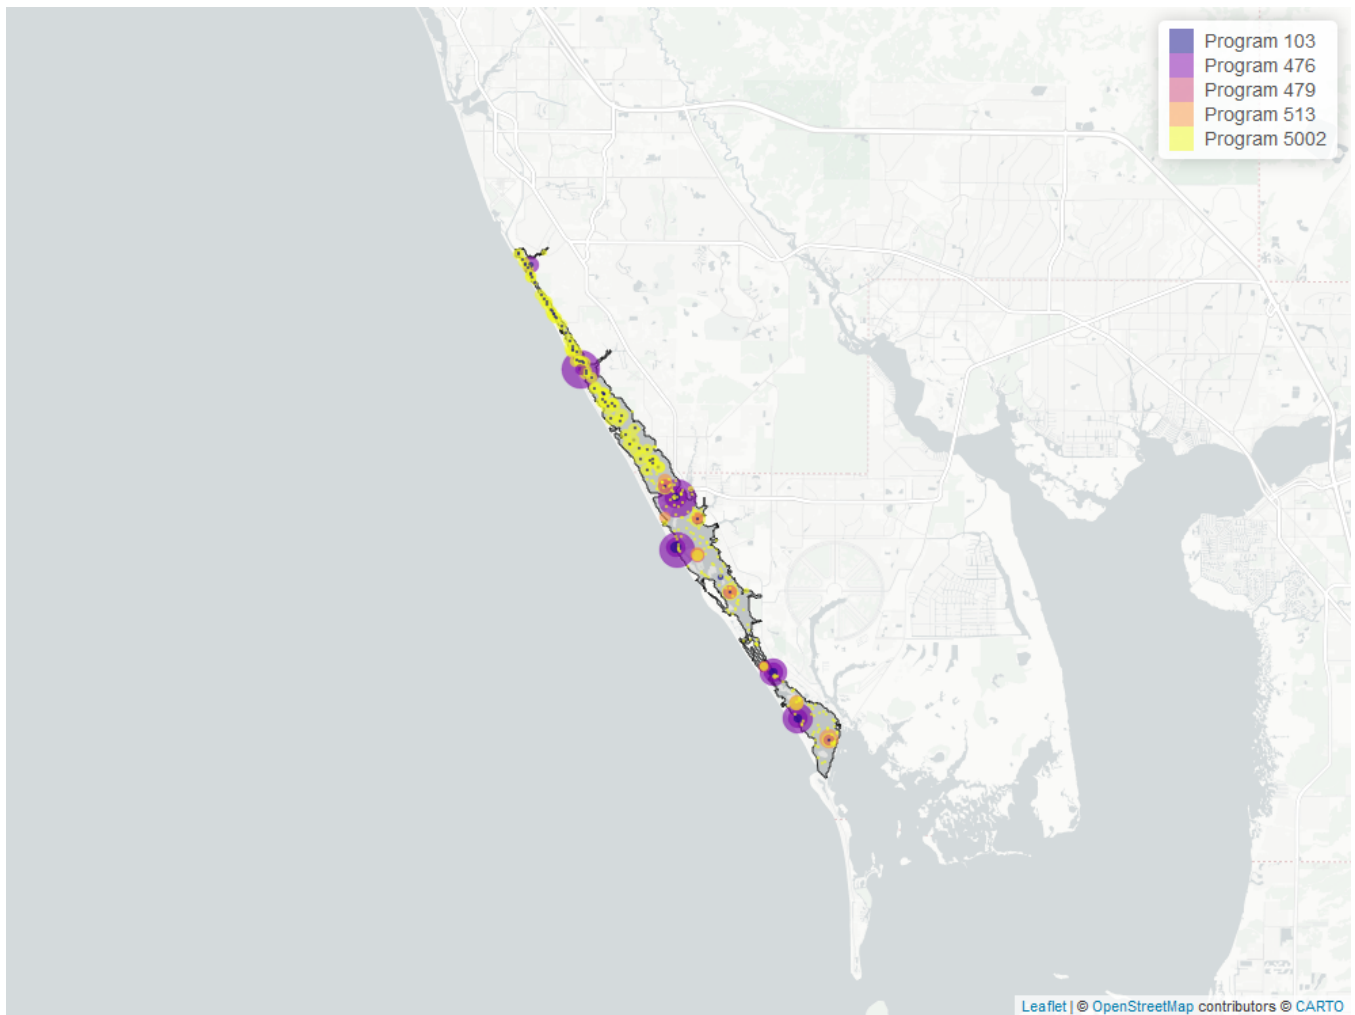 Program 103
Program 476
Program 479
Program 513
Program 5002
Leaflet | © OpenStreetMap contributors © CARTO